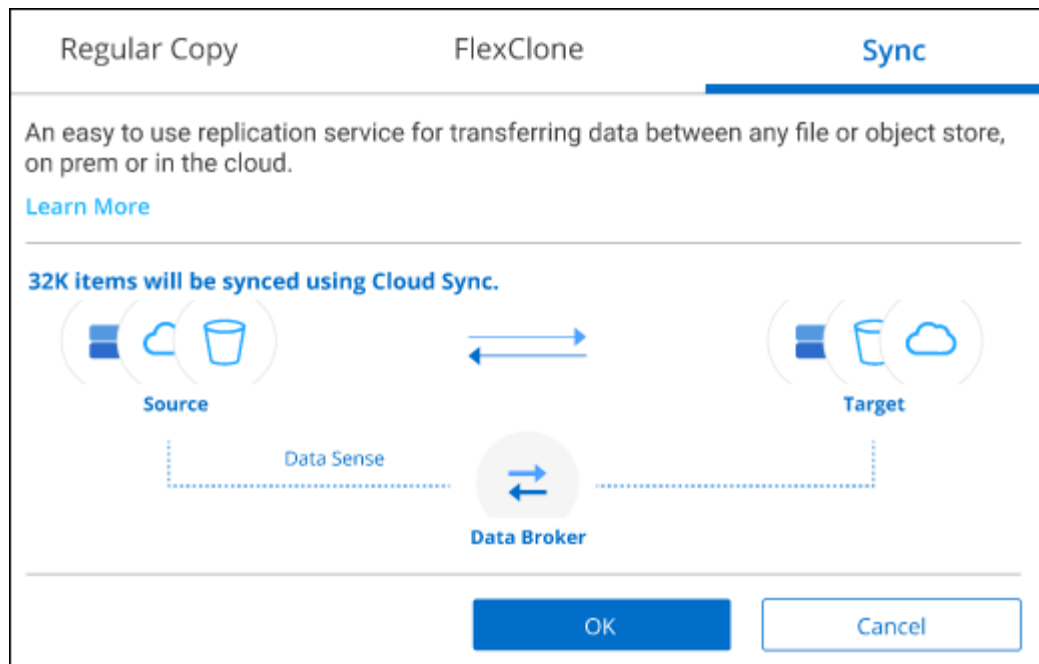 Regular Copy
FlexClone
Sync
An easy to use replication service for transferring data between any file or object store,
on prem or in the cloud.
Learn More
32K items will be synced using Cloud Sync.
Source
Target
Data Sense
Data Broker
OK
Cancel